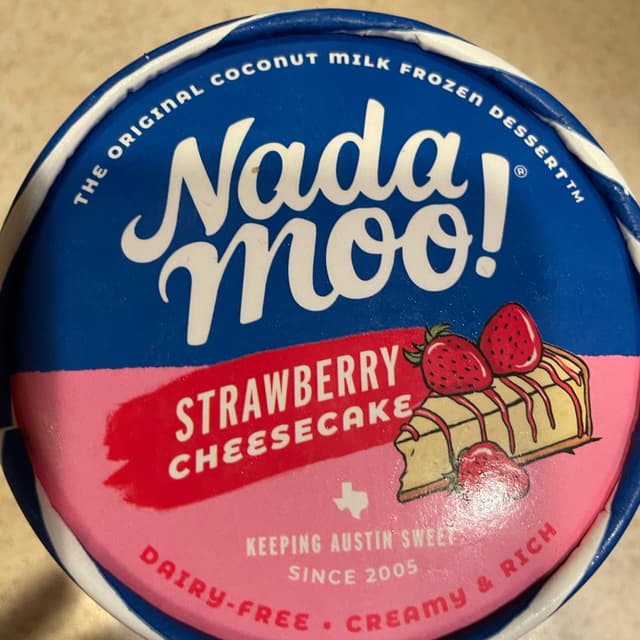 THE ORIGINAL COCONUT MILK FROZEN DESSERT™
Nada
moo!®
STRAWBERRY
CHEESECAKE
KEEPING AUSTIN SWEET
SINCE 2005
DAIRY-FREE • CREAMY & RICH